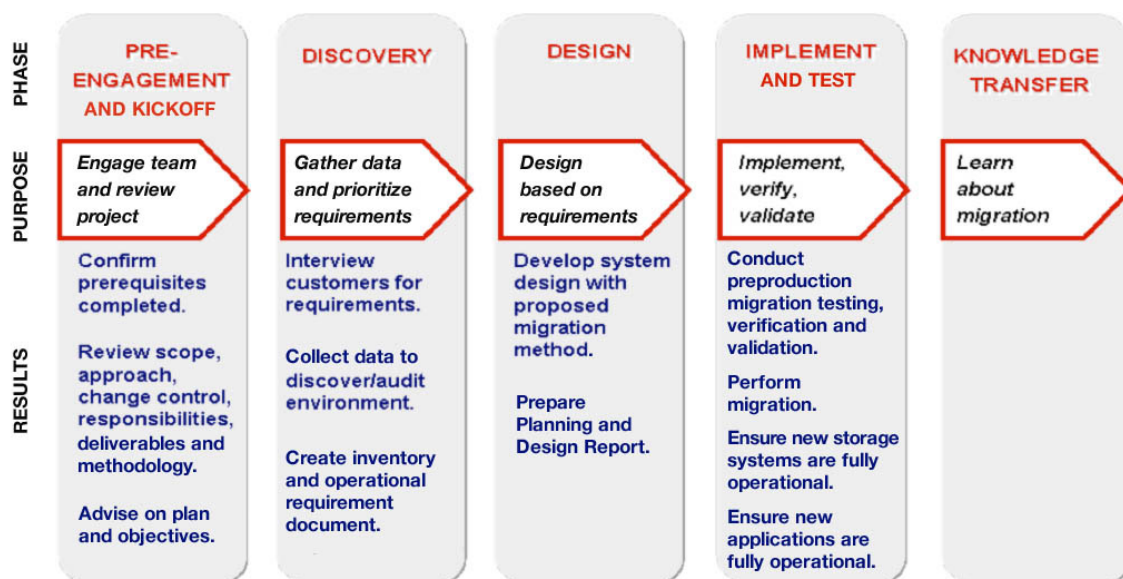 PHASE
PRE-
ENGAGEMENT
AND KICKOFF
DISCOVERY
DESIGN
IMPLEMENT
AND TEST
KNOWLEDGE
TRANSFER
PURPOSE
Engage team
and review
project
Gather data
and prioritize
requirements
Design
based on
requirements
Implement,
verify,
validate
Learn
about
migration
RESULTS
Confirm
prerequisites
completed.
Review scope,
approach,
change control,
responsibilities,
deliverables and
methodology.
Advise on plan
and objectives.
Interview
customers for
requirements.
Collect data to
discover/audit
environment.
Create inventory
and operational
requirement
document.
Develop system
design with
proposed
migration
method.
Prepare
Planning and
Design Report.
Conduct
preproduction
migration testing,
verification and
validation.
Perform
migration.
Ensure new storage
systems are fully
operational.
Ensure new
applications are
fully operational.